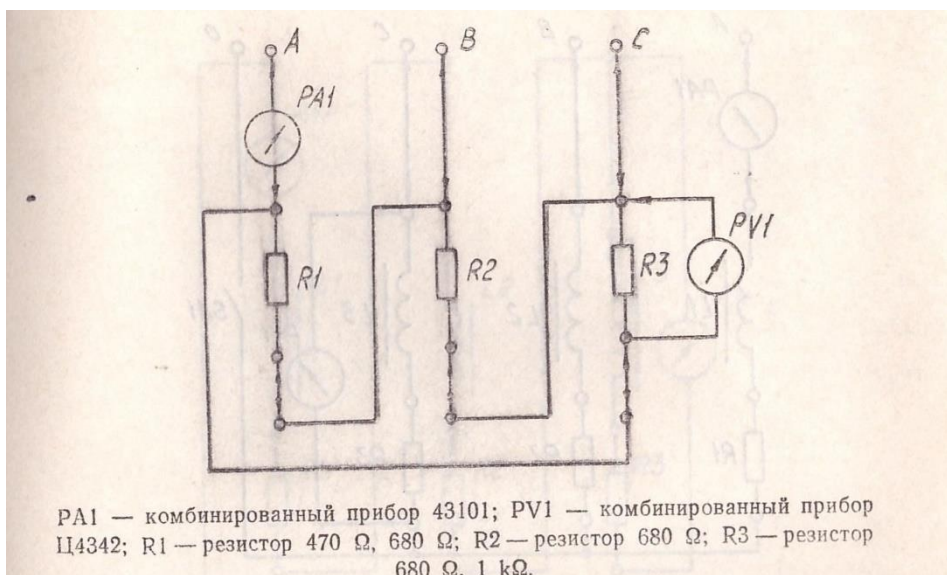 A B C
PA1
PV1
R1 R2 R3
PA1 — комбинированный прибор 43101; PV1 — комбинированный прибор
Ц4342; R1 — резистор 470 Ω, 680 Ω; R2 — резистор 680 Ω; R3 — резистор
680 Ω, 1 kΩ.